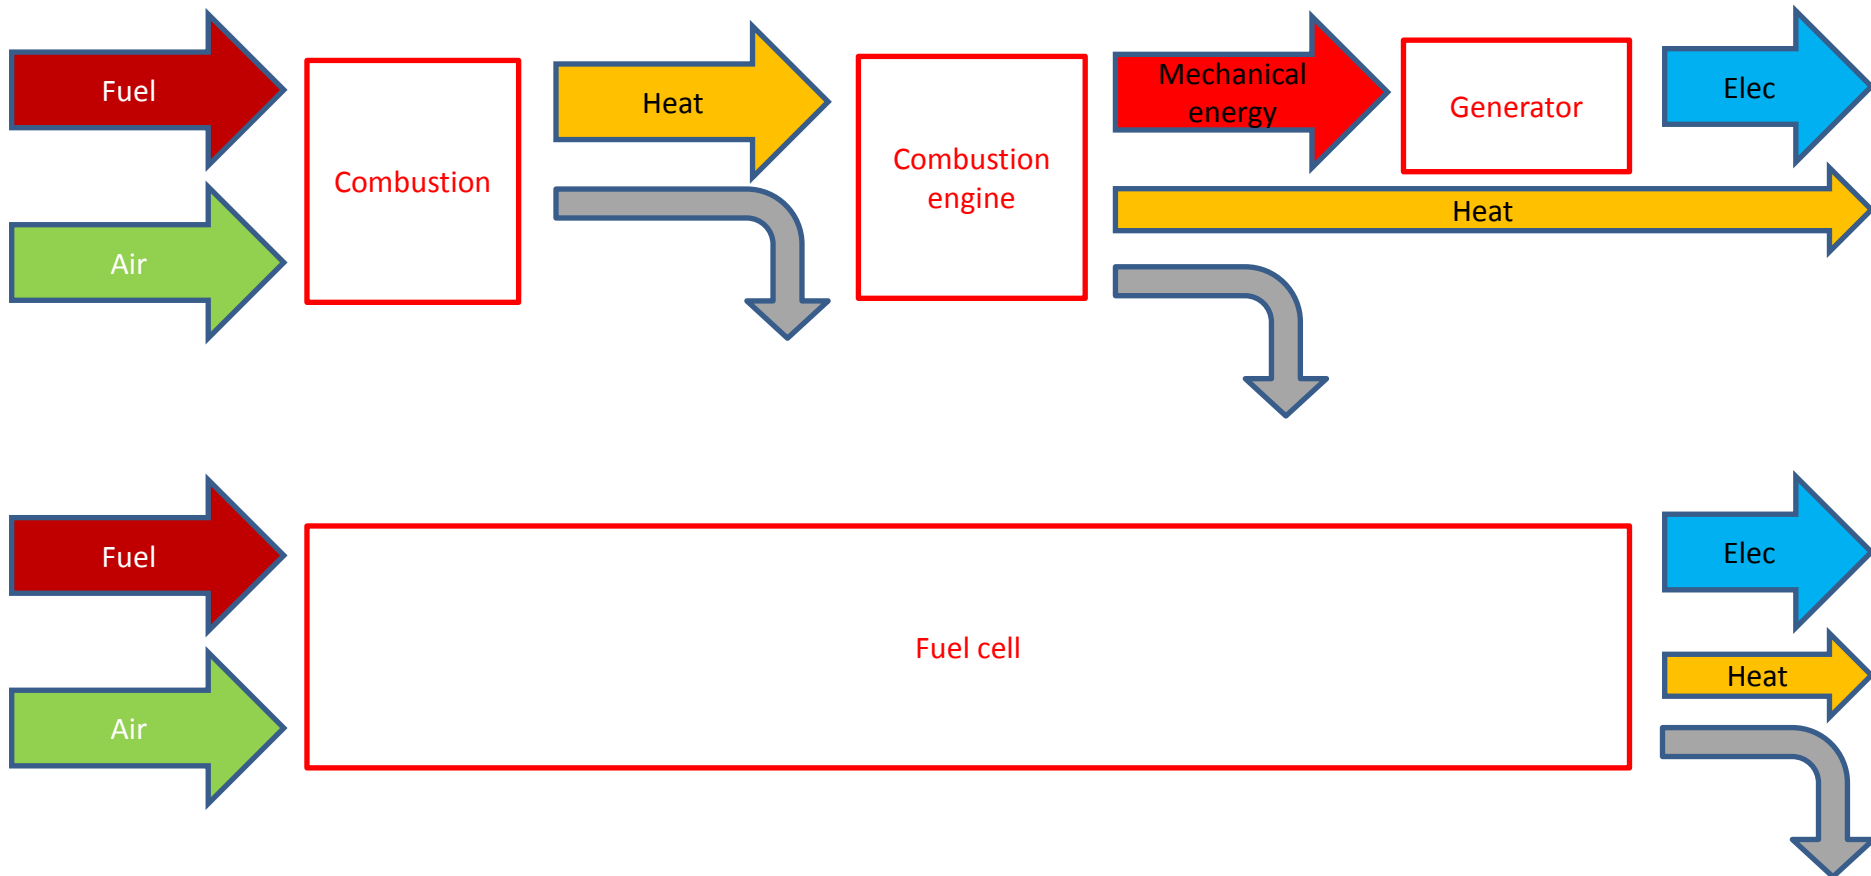 Fuel
Air
Combustion
Heat
Combustion
engine
Mechanical
energy
Generator
Elec
Heat
Fuel
Air
Fuel cell
Elec
Heat